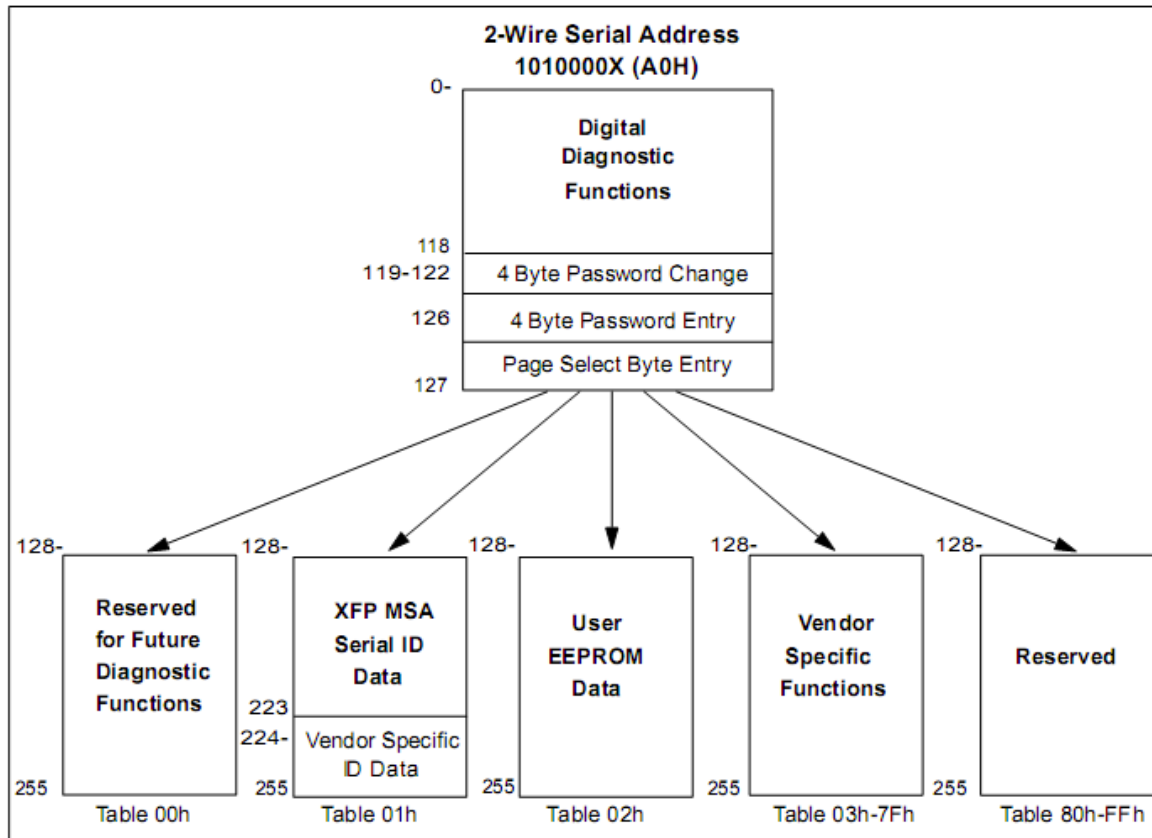 2-Wire Serial Address
1010000X (A0H)
0-
Digital
Diagnostic
Functions
118
119-122
4 Byte Password Change
126
4 Byte Password Entry
Page Select Byte Entry
127
128-
Reserved
for Future
Diagnostic
Functions
255
Table 00h
128-
XFP MSA
Serial ID
Data
223
224-
Vendor Specific
ID Data
255
Table 01h
128-
User
EEPROM
Data
255
Table 02h
128-
Vendor
Specific
Functions
255
Table 03h-7Fh
128-
Reserved
255
Table 80h-FFh